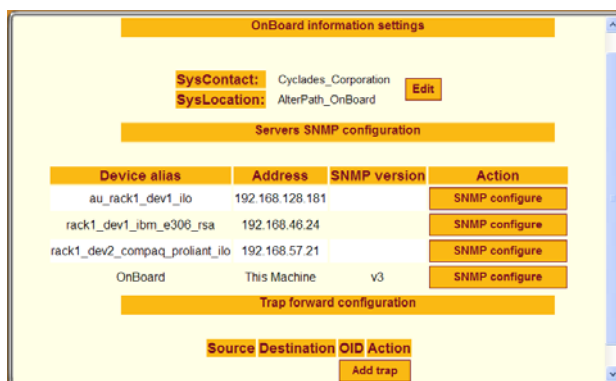 OnBoard information settings
SysContact: Cyclades_Corporation
Edit
SysLocation: AlterPath_OnBoard
Servers SNMP configuration
Device alias Address SNMP version Action
au_rack1_dev1_ilo 192.168.128.181 SNMP configure
rack1_dev1_ibm_e306_rsa 192.168.46.24 SNMP configure
rack1_dev2_compaq_proliant_ilo 192.168.57.21 SNMP configure
OnBoard This Machine v3 SNMP configure
Trap forward configuration
Source Destination OID Action
Add trap